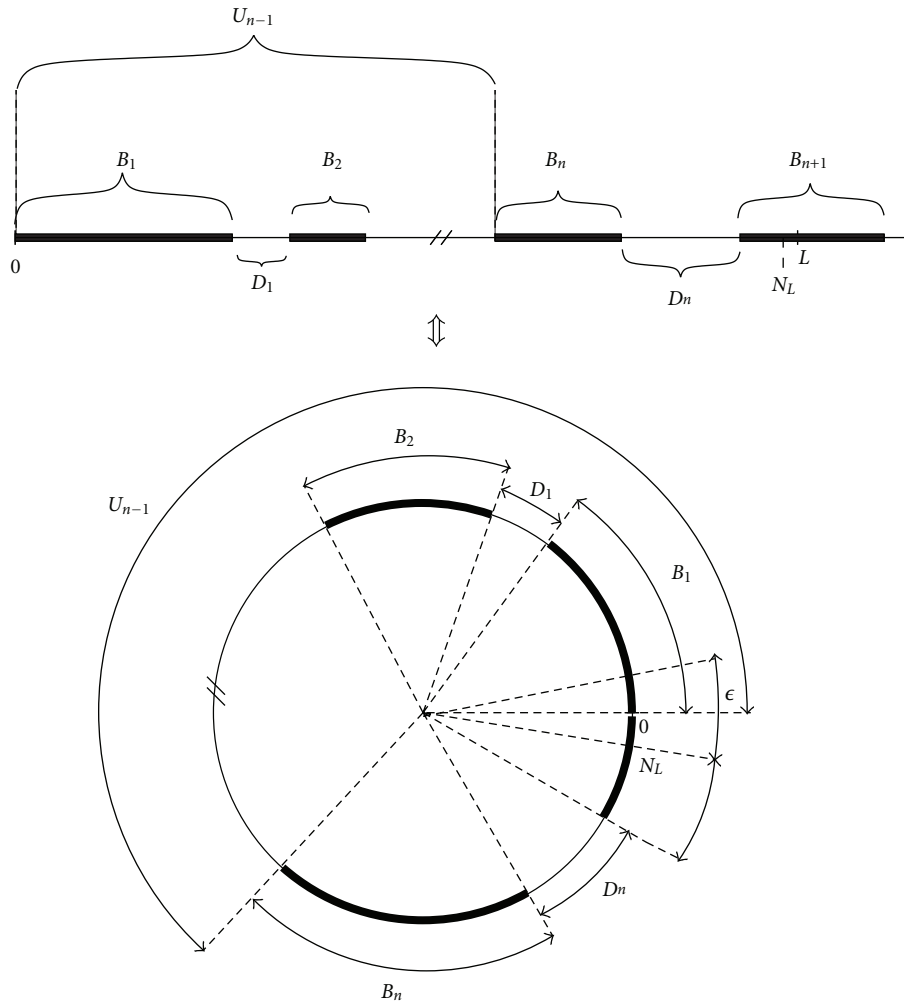 U_{n-1}
B_1 B_2 B_n B_{n+1}
0 D_1 D_n N_L L
⇕
B_2
U_{n-1} D_1
B_1
ϵ
0
N_L
D_n
B_n